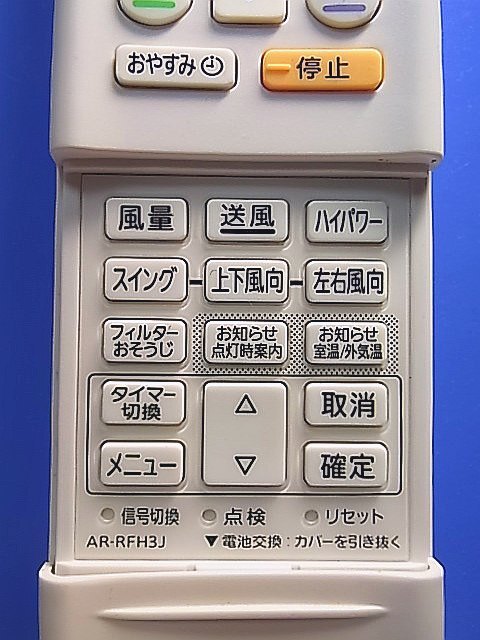 おやすみ
停止
風量
送風
ハイパワー
スイング
上下風向
左右風向
フィルター
おそうじ
お知らせ
点灯時案内
お知らせ
室温/外気温
タイマー
切換
△
取消
メニュー
▽
確定
信号切換
点検
リセット
AR-RFH3J
▼電池交換：カバーを引き抜く